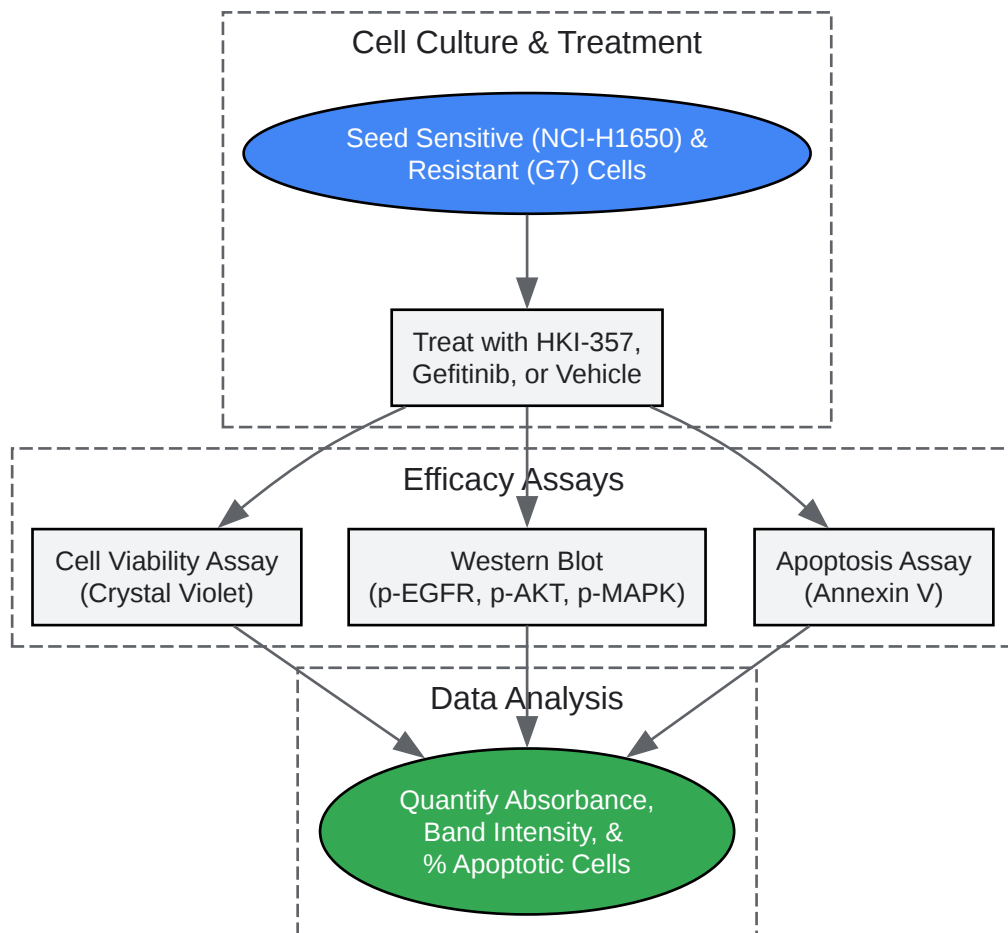 Cell Culture & Treatment
Seed Sensitive (NCI-H1650) &
Resistant (G7) Cells
Treat with HKI-357,
Gefitinib, or Vehicle
Efficacy Assays
Cell Viability Assay
(Crystal Violet)
Western Blot
(p-EGFR, p-AKT, p-MAPK)
Apoptosis Assay
(Annexin V)
Data Analysis
Quantify Absorbance,
Band Intensity, &
% Apoptotic Cells